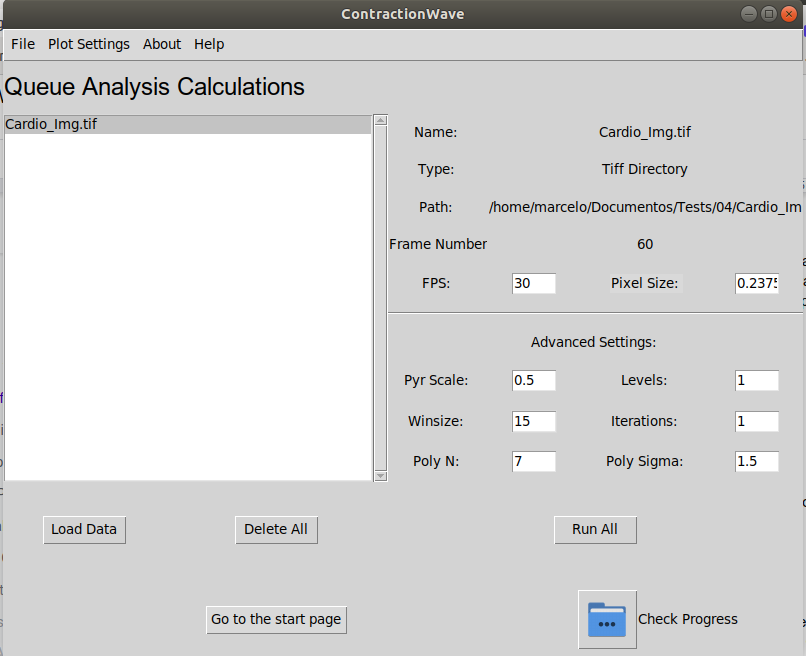 ContractionWave
File Plot Settings About Help
Queue Analysis Calculations
Cardio_Img.tif
Name: Cardio_Img.tif
Type: Tiff Directory
Path: /home/marcelo/Documentos/Tests/04/Cardio_Im
Frame Number 60
FPS: 30 Pixel Size: 0.2375
Advanced Settings:
Pyr Scale: 0.5 Levels: 1
Winsize: 15 Iterations: 1
Poly N: 7 Poly Sigma: 1.5
Load Data Delete All Run All
Go to the start page Check Progress